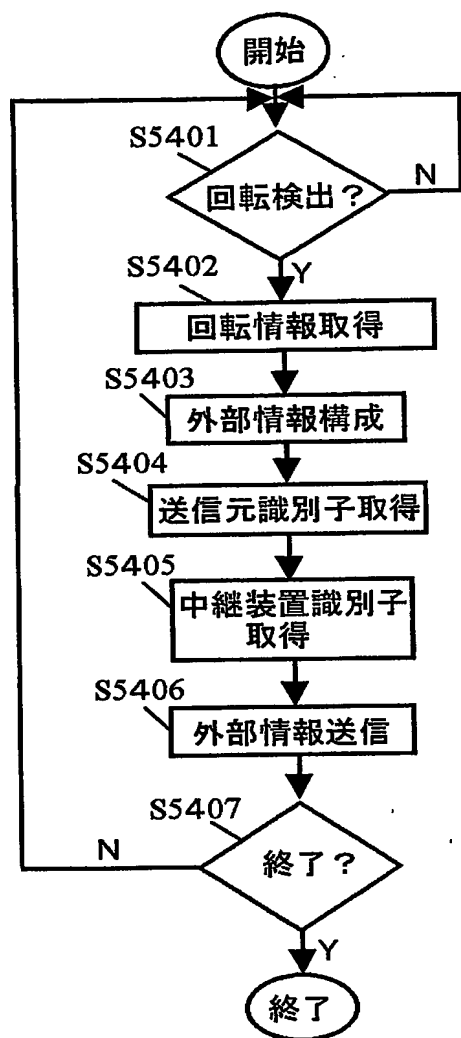 開始
S5401
回転検出？
N
Y
S5402
回転情報取得
S5403
外部情報構成
S5404
送信元識別子取得
S5405
中継装置識別子
取得
S5406
外部情報送信
S5407
N
終了？
Y
終了